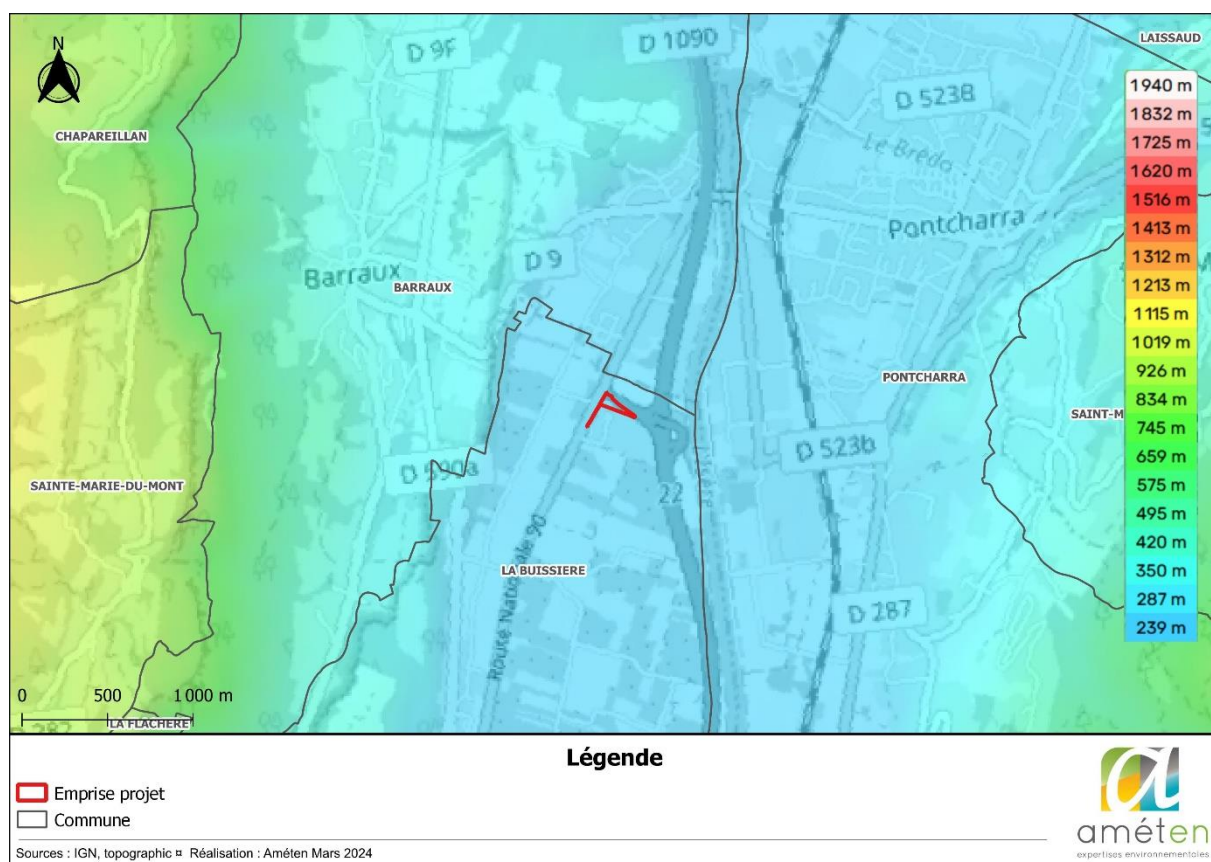 N
D 9F
D 1090
LAISSAUD
D 523B
CHAPAREILLAN
Le Bréda
Pontcharra
D 9
Barraux
BARRAUX
PONTCHARRA
SAINT-M
D 590a
D 523b
SAINTE-MARIE-DU-MONT
22
Isère
LA BUISSIERE
Route Nationale 90
D 287
0 500 1000 m
LA FLACHERE
1940 m
1832 m
1725 m
1620 m
1516 m
1413 m
1312 m
1213 m
1115 m
1019 m
926 m
834 m
745 m
659 m
575 m
495 m
420 m
350 m
287 m
239 m
Légende
Emprise projet
Commune
Sources : IGN, topographic ¤ Réalisation : Améten Mars 2024
améten
expertises environnementales